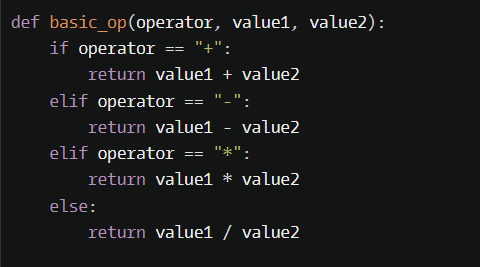 def basic_op(operator, value1, value2):
    if operator == "+":
        return value1 + value2
    elif operator == "-":
        return value1 - value2
    elif operator == "*":
        return value1 * value2
    else:
        return value1 / value2